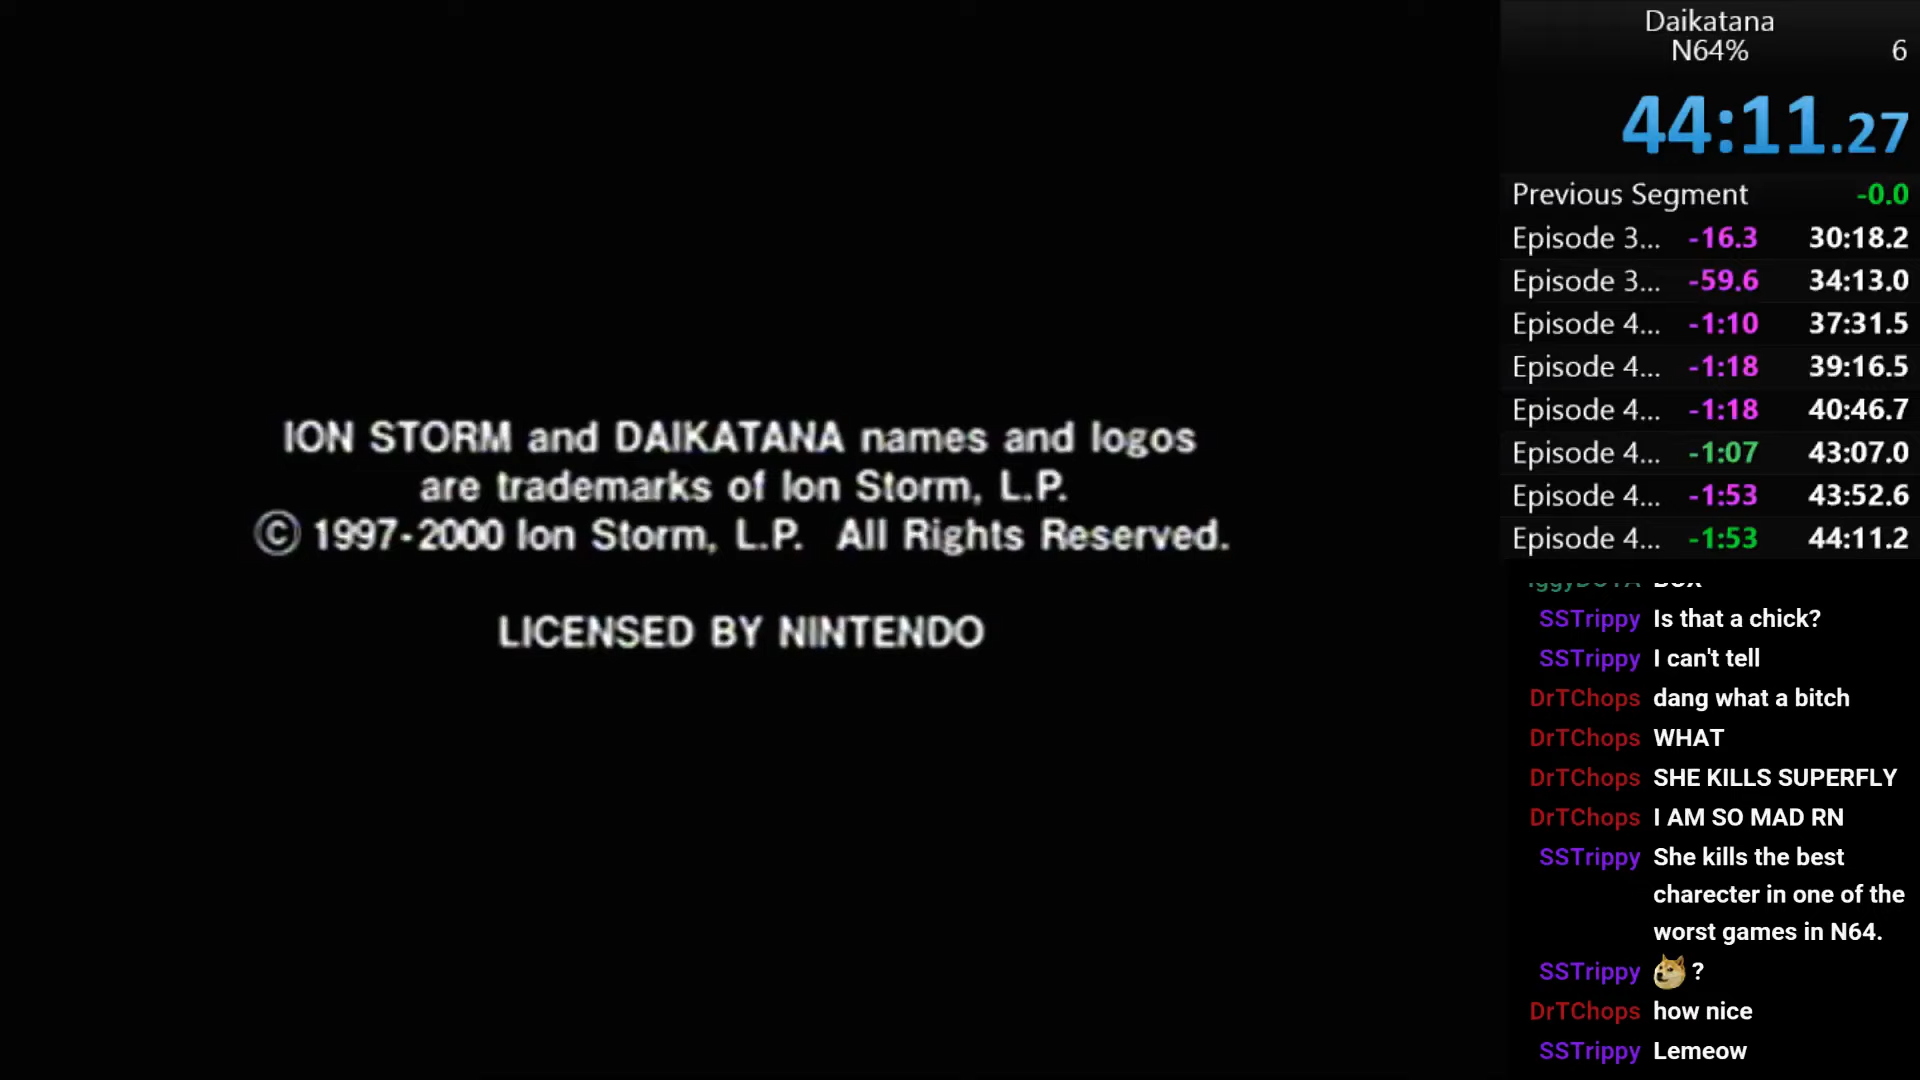 ION STORM and DAIKATANA names and logos
are trademarks of Ion Storm, L.P.
© 1997-2000 Ion Storm, L.P. All Rights Reserved.
LICENSED BY NINTENDO
Daikatana
N64% 6
44:11.27
Previous Segment -0.0
Episode 3... -16.3 30:18.2
Episode 3... -59.6 34:13.0
Episode 4... -1:10 37:31.5
Episode 4... -1:18 39:16.5
Episode 4... -1:18 40:46.7
Episode 4... -1:07 43:07.0
Episode 4... -1:53 43:52.6
Episode 4... -1:53 44:11.2
SSTrippy Is that a chick?
SSTrippy I can't tell
DrTChops dang what a bitch
DrTChops WHAT
DrTChops SHE KILLS SUPERFLY
DrTChops I AM SO MAD RN
SSTrippy She kills the best
charecter in one of the
worst games in N64.
SSTrippy ?
DrTChops how nice
SSTrippy Lemeow